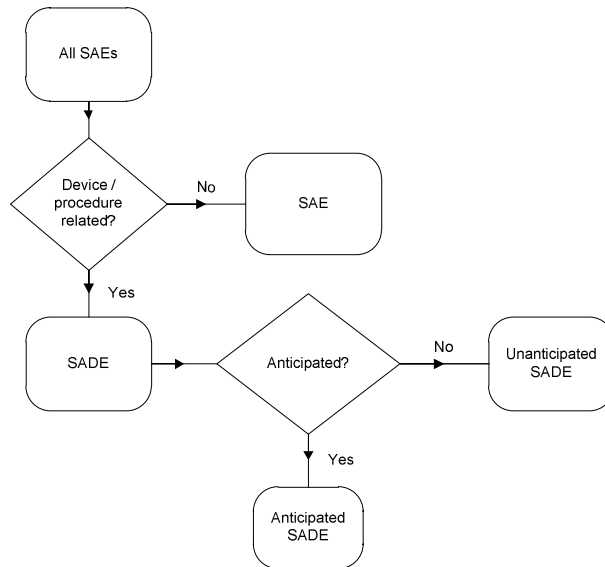 All SAEs
Device /
procedure
related?
No
SAE
Yes
SADE
Anticipated?
No
Unanticipated
SADE
Yes
Anticipated
SADE